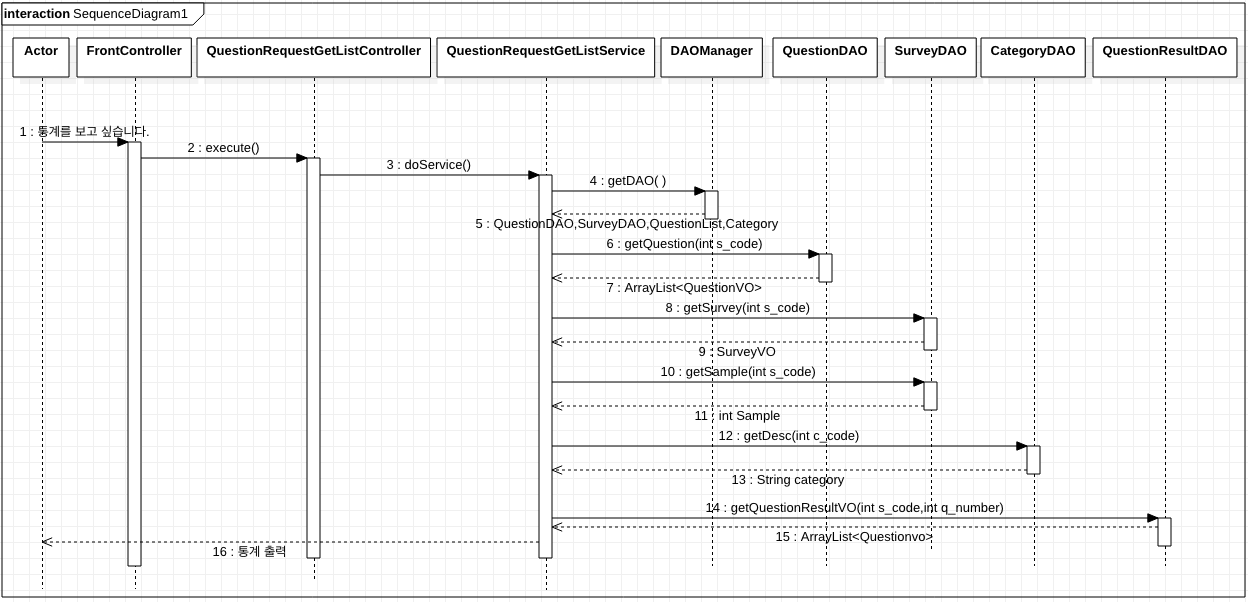 interaction SequenceDiagram1
Actor
FrontController
QuestionRequestGetListController
QuestionRequestGetListService
DAOManager
QuestionDAO
SurveyDAO
CategoryDAO
QuestionResultDAO
1 : 통계를 보고 싶습니다.
2 : execute()
3 : doService()
4 : getDAO( )
5 : QuestionDAO,SurveyDAO,QuestionList,Category
6 : getQuestion(int s_code)
7 : ArrayList<QuestionVO>
8 : getSurvey(int s_code)
9 : SurveyVO
10 : getSample(int s_code)
11 : int Sample
12 : getDesc(int c_code)
13 : String category
14 : getQuestionResultVO(int s_code,int q_number)
15 : ArrayList<Questionvo>
16 : 통계 출력